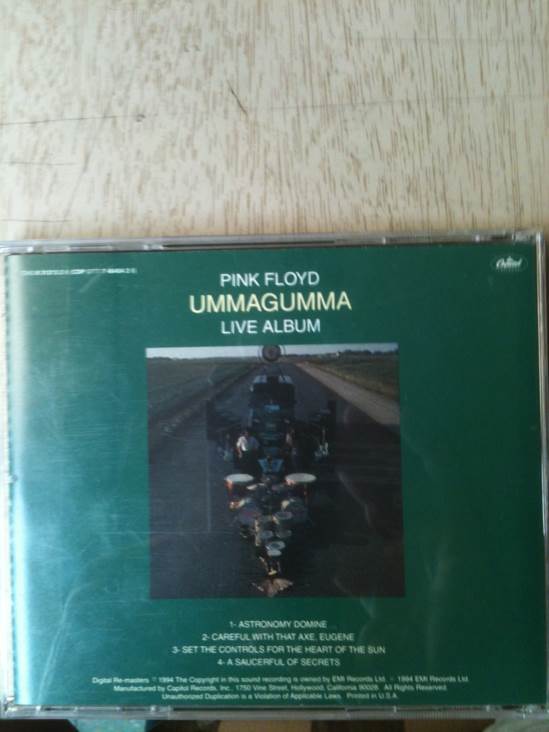 Capitol
PINK FLOYD
UMMAGUMMA
LIVE ALBUM
1- ASTRONOMY DOMINE
2- CAREFUL WITH THAT AXE, EUGENE
3- SET THE CONTROLS FOR THE HEART OF THE SUN
4- A SAUCERFUL OF SECRETS
Digital Re-masters ℗ 1994 The Copyright in this sound recording is owned by EMI Records Ltd. © 1994 EMI Records Ltd.
Manufactured by Capitol Records, Inc., 1750 Vine Street, Hollywood, California 90028. All Rights Reserved.
Unauthorized Duplication is a Violation of Applicable Laws. Printed in U.S.A.